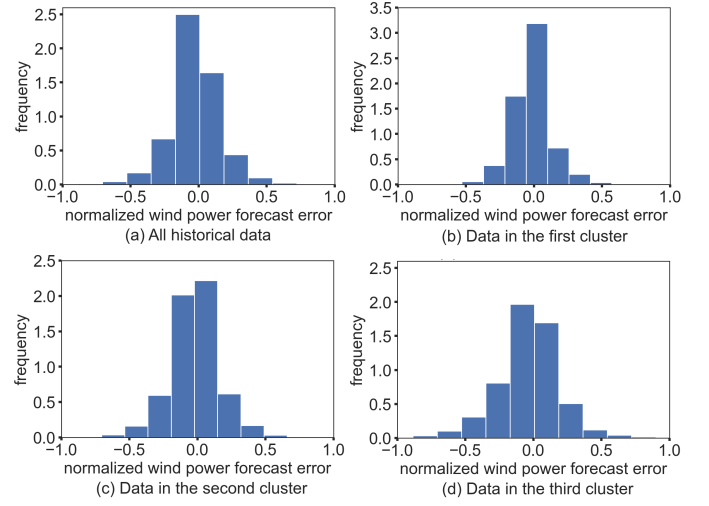 2.5
2.0
1.5
1.0
0.5
0.0
frequency
−1.0 −0.5 0.0 0.5 1.0
normalized wind power forecast error
(a) All historical data
3.5
3.0
2.5
2.0
1.5
1.0
0.5
0.0
frequency
−1.0 −0.5 0.0 0.5 1.0
normalized wind power forecast error
(b) Data in the first cluster
2.5
2.0
1.5
1.0
0.5
0.0
frequency
−1.0 −0.5 0.0 0.5 1.0
normalized wind power forecast error
(c) Data in the second cluster
2.5
2.0
1.5
1.0
0.5
0.0
frequency
−1.0 −0.5 0.0 0.5 1.0
normalized wind power forecast error
(d) Data in the third cluster